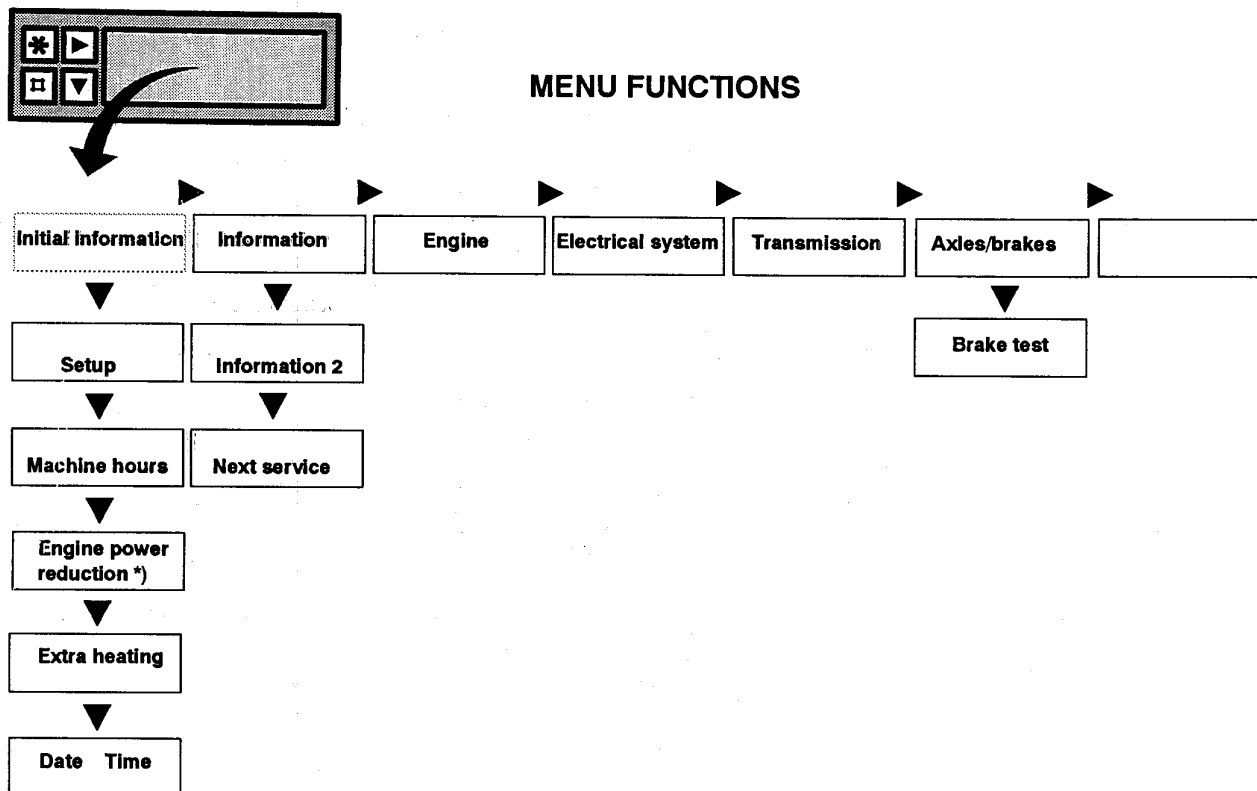 MENU FUNCTIONS
Initial information
Information
Engine
Electrical system
Transmission
Axles/brakes
Setup
Information 2
Brake test
Machine hours
Next service
Engine power
reduction *)
Extra heating
Date Time